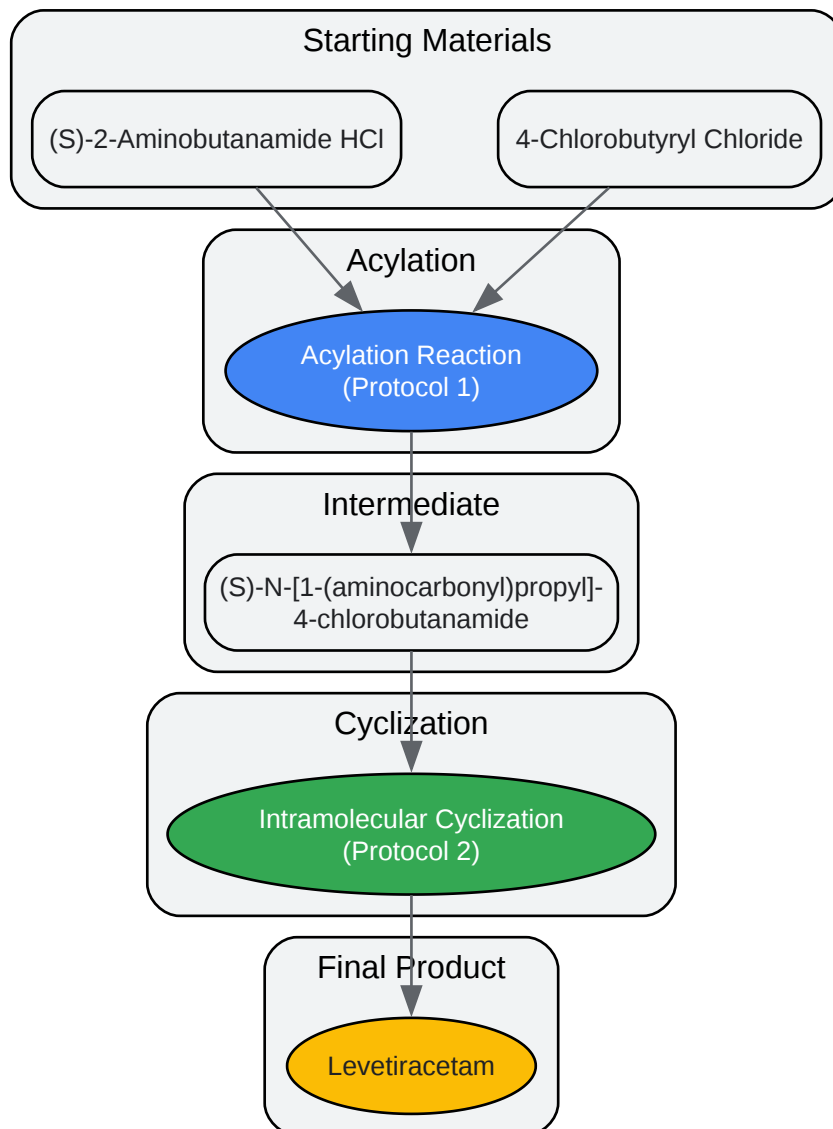 Starting Materials
(S)-2-Aminobutanamide HCl
4-Chlorobutyryl Chloride
Acylation
Acylation Reaction
(Protocol 1)
Intermediate
(S)-N-[1-(aminocarbonyl)propyl]-
4-chlorobutanamide
Cyclization
Intramolecular Cyclization
(Protocol 2)
Final Product
Levetiracetam